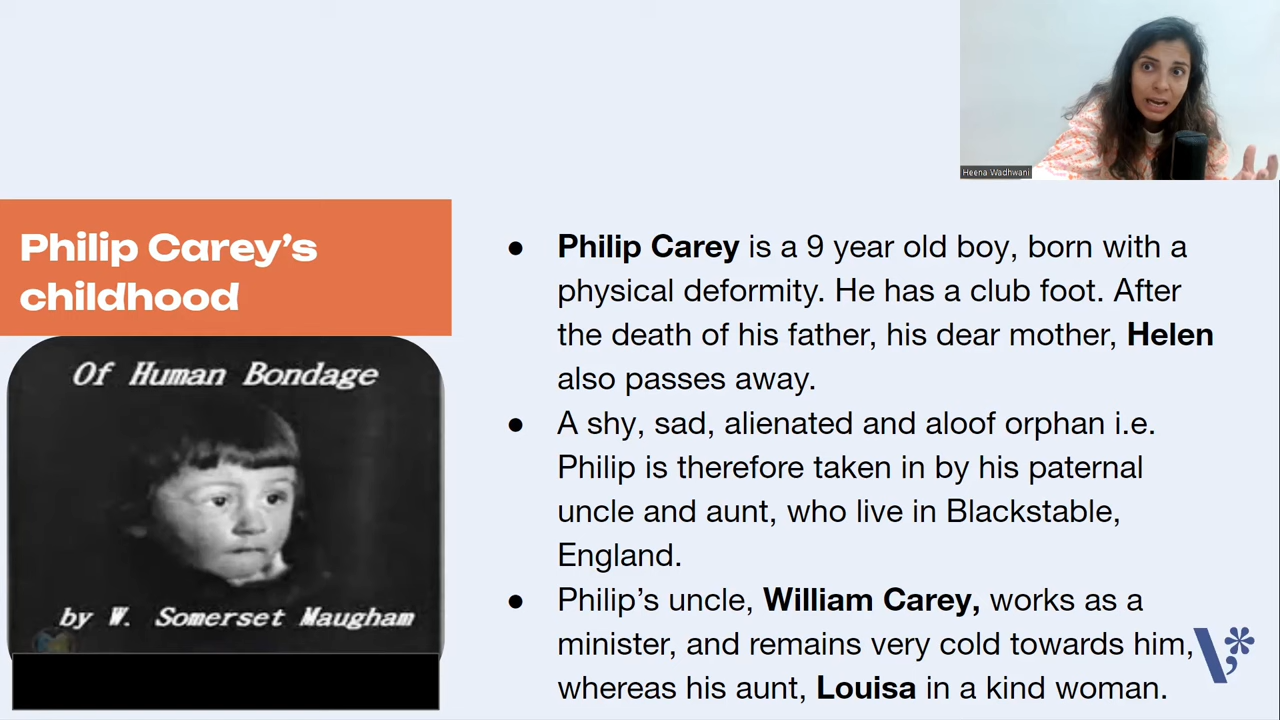 Heena Wadhwani
Philip Carey's
childhood
Of Human Bondage
by W. Somerset Maugham
● Philip Carey is a 9 year old boy, born with a
physical deformity. He has a club foot. After
the death of his father, his dear mother, Helen
also passes away.
● A shy, sad, alienated and aloof orphan i.e.
Philip is therefore taken in by his paternal
uncle and aunt, who live in Blackstable,
England.
● Philip's uncle, William Carey, works as a
minister, and remains very cold towards him,
whereas his aunt, Louisa in a kind woman.